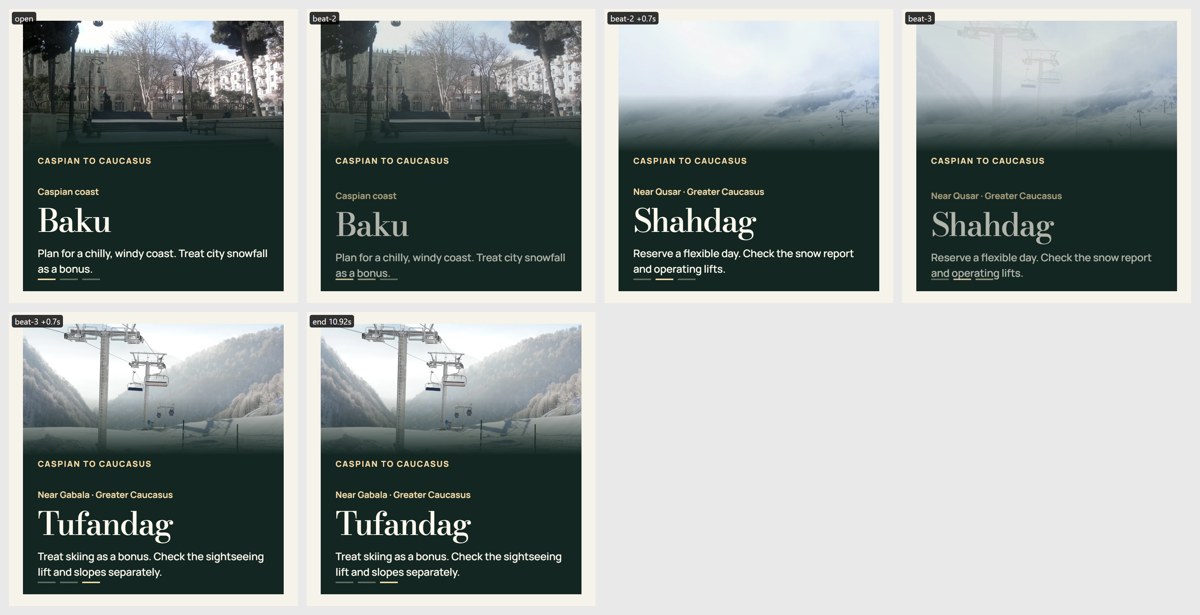 open
CASPIAN TO CAUCASUS
Caspian coast
Baku
Plan for a chilly, windy coast. Treat city snowfall
as a bonus.
beat-2
CASPIAN TO CAUCASUS
Caspian coast
Baku
Plan for a chilly, windy coast. Treat city snowfall
as a bonus.
beat-2 +0.7s
CASPIAN TO CAUCASUS
Near Qusar · Greater Caucasus
Shahdag
Reserve a flexible day. Check the snow report
and operating lifts.
beat-3
CASPIAN TO CAUCASUS
Near Qusar · Greater Caucasus
Shahdag
Reserve a flexible day. Check the snow report
and operating lifts.
beat-3 +0.7s
CASPIAN TO CAUCASUS
Near Gabala · Greater Caucasus
Tufandag
Treat skiing as a bonus. Check the sightseeing
lift and slopes separately.
end 10.92s
CASPIAN TO CAUCASUS
Near Gabala · Greater Caucasus
Tufandag
Treat skiing as a bonus. Check the sightseeing
lift and slopes separately.